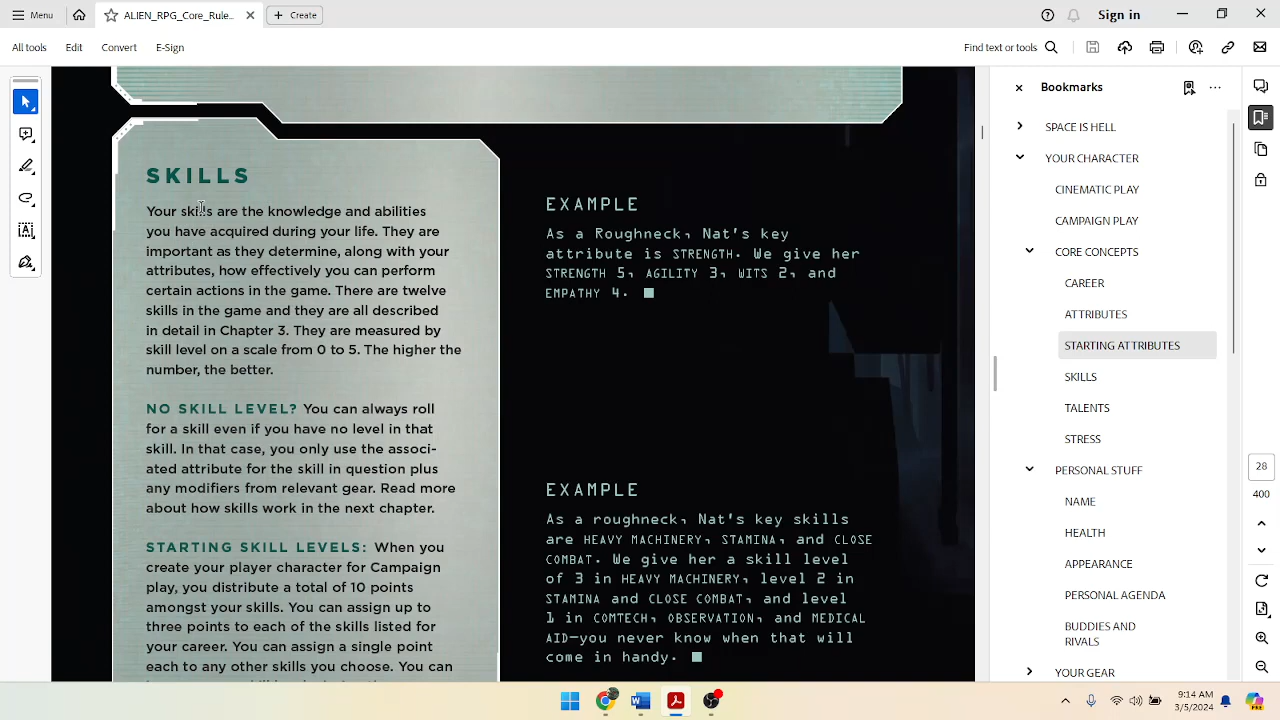 Menu
ALIEN_RPG_Core_Rule...
Create
Sign in
All tools
Edit
Convert
E-Sign
Find text or tools
SKILLS
Your skills are the knowledge and abilities
you have acquired during your life. They are
important as they determine, along with your
attributes, how effectively you can perform
certain actions in the game. There are twelve
skills in the game and they are all described
in detail in Chapter 3. They are measured by
skill level on a scale from 0 to 5. The higher the
number, the better.
NO SKILL LEVEL? You can always roll
for a skill even if you have no level in that
skill. In that case, you only use the associ-
ated attribute for the skill in question plus
any modifiers from relevant gear. Read more
about how skills work in the next chapter.
STARTING SKILL LEVELS: When you
create your player character for Campaign
play, you distribute a total of 10 points
amongst your skills. You can assign up to
three points to each of the skills listed for
your career. You can assign a single point
each to any other skills you choose. You can
EXAMPLE
As a Roughneck, Nat's key
attribute is STRENGTH. We give her
STRENGTH 5, AGILITY 3, WITS 2, and
EMPATHY 4.
EXAMPLE
As a roughneck, Nat's key skills
are HEAVY MACHINERY, STAMINA, and CLOSE
COMBAT. We give her a skill level
of 3 in HEAVY MACHINERY, level 2 in
STAMINA and CLOSE COMBAT, and level
1 in COMTECH, OBSERVATION, and MEDICAL
AID—you never know when that will
come in handy.
Bookmarks
SPACE IS HELL
YOUR CHARACTER
CINEMATIC PLAY
CAMPAIGN PLAY
CORE CONCEPTS
CAREER
ATTRIBUTES
STARTING ATTRIBUTES
SKILLS
TALENTS
STRESS
PERSONAL STUFF
NAME
HEALTH
APPEARANCE
PERSONAL AGENDA
BUDDIES AND
RIVALS
YOUR GEAR
28
400
9:14 AM
3/5/2024